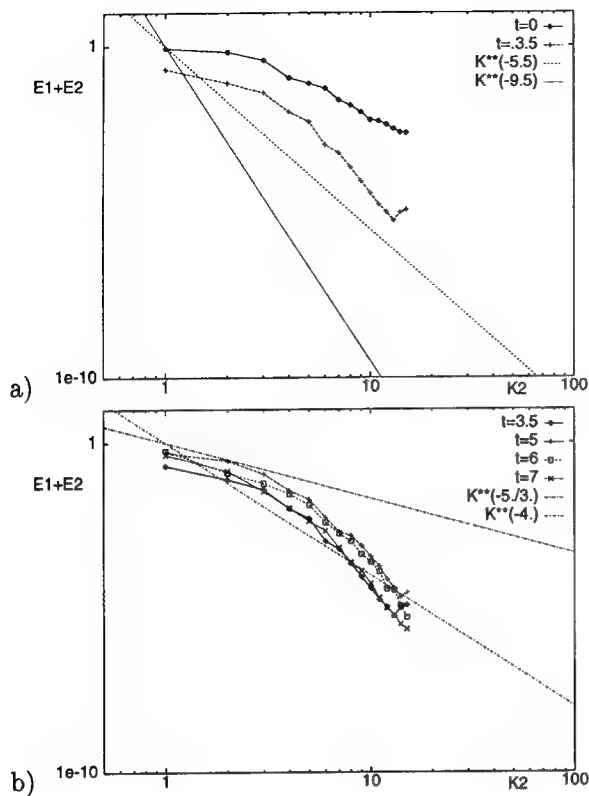 t=0
t=.3.5
K**(-5.5)
K**(-9.5)
1
E1+E2
1e-10
a)
1
10
K2
100
t=3.5
t=5
t=6
t=7
K**(-5./3.)
K**(-4.)
1
E1+E2
1e-10
b)
1
10
K2
100